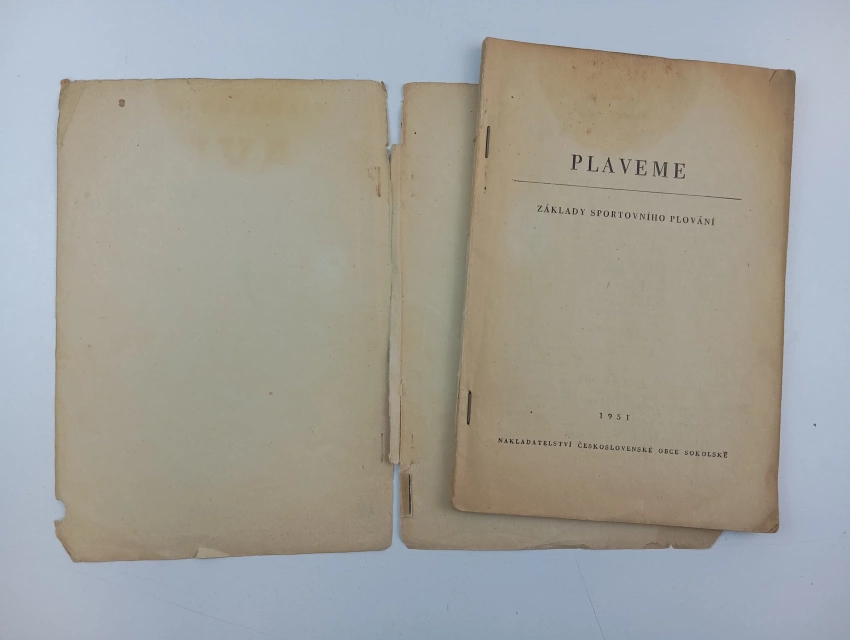 PLAVEME
ZÁKLADY SPORTOVNÍHO PLOVÁNÍ
1951
NAKLADATELSTVÍ ČESKOSLOVENSKÉ OBCE SOKOLSKÉ